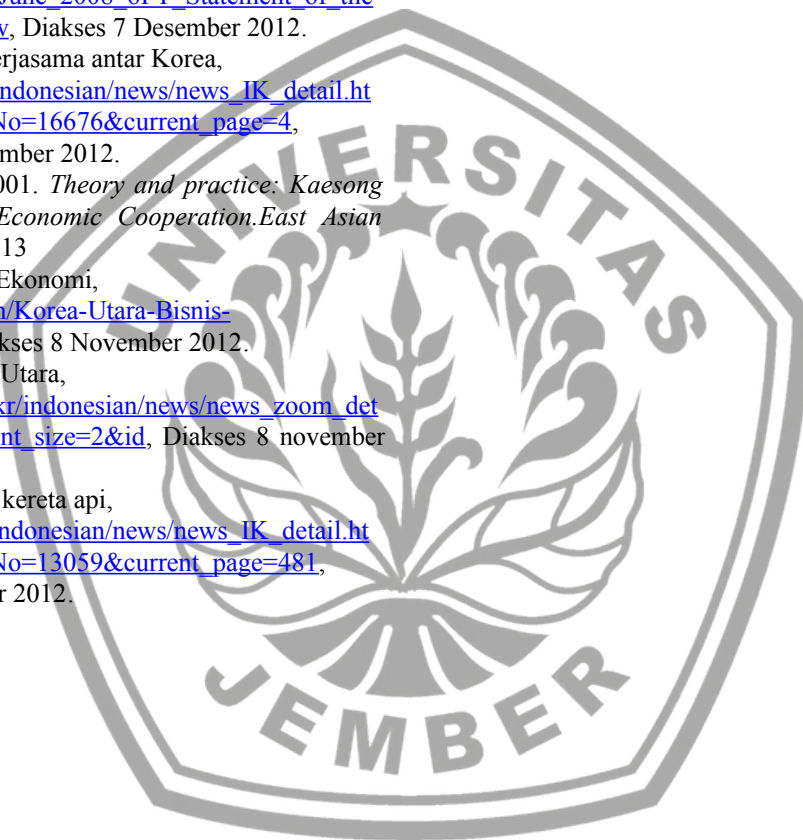 June_2008_of_P_Statement_of_the
v, Diakses 7 Desember 2012.
erjasama antar Korea,
indonesian/news/news_IK_detail.ht
No=16676&current_page=4,
mber 2012.
001. Theory and practice: Kaesong
Economic Cooperation.East Asian
13
Ekonomi,
n/Korea-Utara-Bisnis-
kses 8 November 2012.
Utara,
kr/indonesian/news/news_zoom_det
nt_size=2&id, Diakses 8 november
kereta api,
indonesian/news/news_IK_detail.ht
No=13059&current_page=481,
r 2012.
UNIVERSITAS
JEMBER